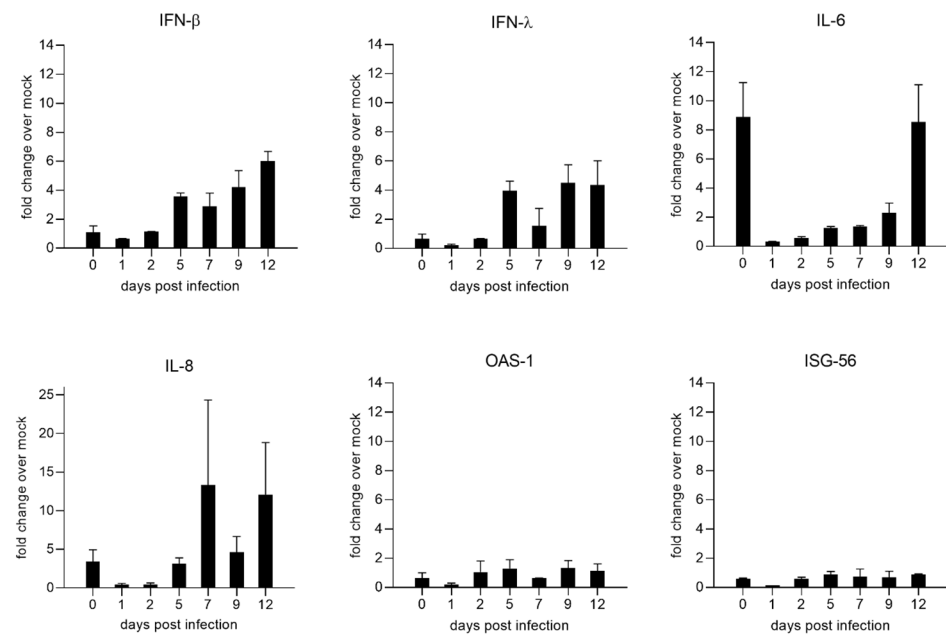 IFN-β
14
12
10
8
6
4
2
0
fold change over mock
0 1 2 5 7 9 12
days post infection
IFN-λ
14
12
10
8
6
4
2
0
fold change over mock
0 1 2 5 7 9 12
days post infection
IL-6
14
12
10
8
6
4
2
0
fold change over mock
0 1 2 5 7 9 12
days post infection
IL-8
25
20
15
10
5
0
fold change over mock
0 1 2 5 7 9 12
days post infection
OAS-1
14
12
10
8
6
4
2
0
fold change over mock
0 1 2 5 7 9 12
days post infection
ISG-56
14
12
10
8
6
4
2
0
fold change over mock
0 1 2 5 7 9 12
days post infection